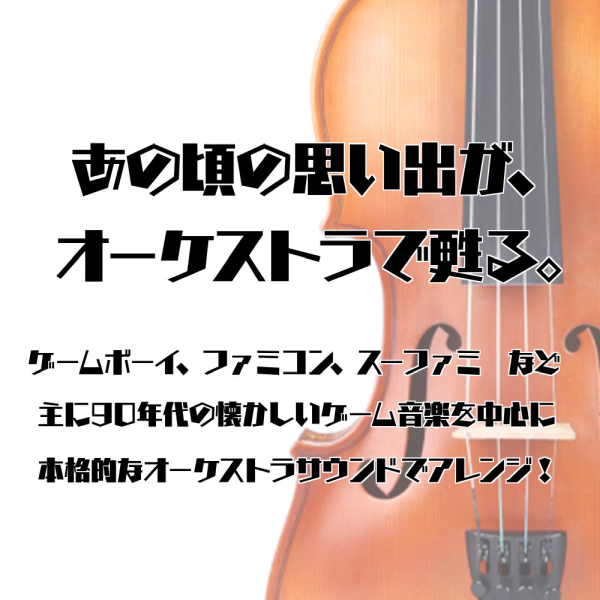 あの頃の思い出が、
オーケストラで甦る。
ゲームボーイ、ファミコン、スーファミ　など
主に90年代の懐かしいゲーム音楽を中心に
本格的なオーケストラサウンドでアレンジ！